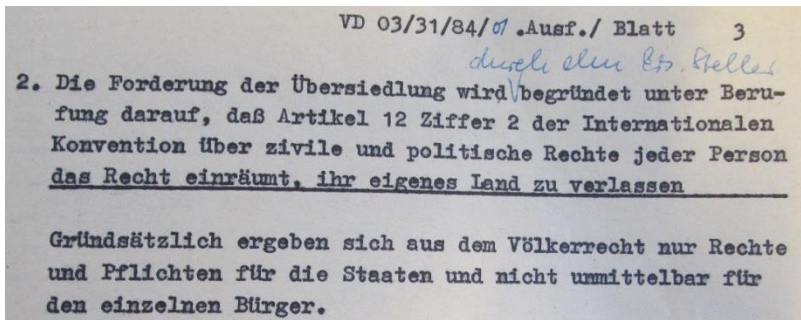 VD 03/31/84/01 .Ausf./ Blatt 3
durch den
2. Die Forderung der Übersiedlung wird begründet unter Beru-
fung darauf, daß Artikel 12 Ziffer 2 der Internationalen
Konvention über zivile und politische Rechte jeder Person
das Recht einräumt, ihr eigenes Land zu verlassen
Gründsätzlich ergeben sich aus dem Völkerrecht nur Rechte
und Pflichten für die Staaten und nicht unmittelbar für
den einzelnen Bürger.